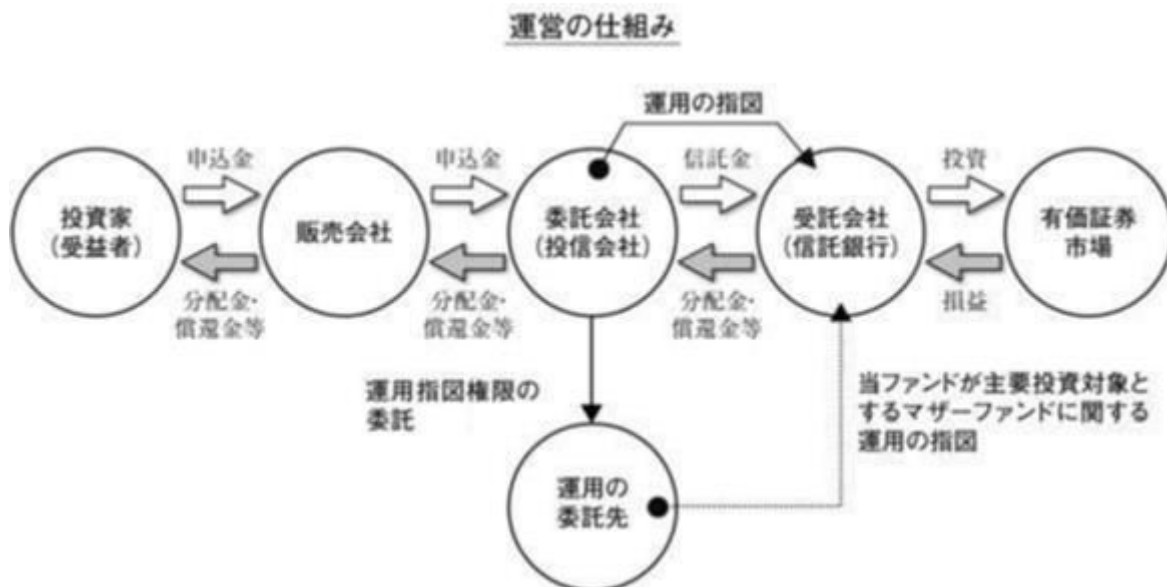 運営の仕組み
運用の指図
申込金
申込金
信託金
投資
投資家
(受益者)
販売会社
委託会社
(投信会社)
受託会社
(信託銀行)
有価証券
市場
分配金・
償還金等
分配金・
償還金等
分配金・
償還金等
損益
運用指図権限の
委託
当ファンドが主要投資対象と
するマザーファンドに関する
運用の指図
運用の
委託先